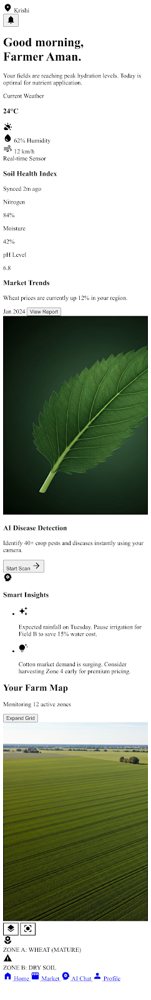 Krishi
Good morning,
Farmer Aman.
Your fields are reaching peak hydration levels. Today is
optimal for nutrient application.
Current Weather
24°C
62% Humidity
12 km/h
Real-time Sensor
Soil Health Index
Synced 2m ago
Nitrogen
84%
Moisture
42%
pH Level
6.8
Market Trends
Wheat prices are currently up 12% in your region.
Jan 2024 View Report
AI Disease Detection
Identify 40+ crop pests and diseases instantly using your
camera.
Start Scan
Smart Insights
Expected rainfall on Tuesday. Pause irrigation for
Field B to save 15% water cost.
Cotton market demand is surging. Consider
harvesting Zone 4 early for premium pricing.
Your Farm Map
Monitoring 12 active zones
Expand Grid
ZONE A: WHEAT (MATURE)
ZONE B: DRY SOIL
Home Market AI Chat Profile